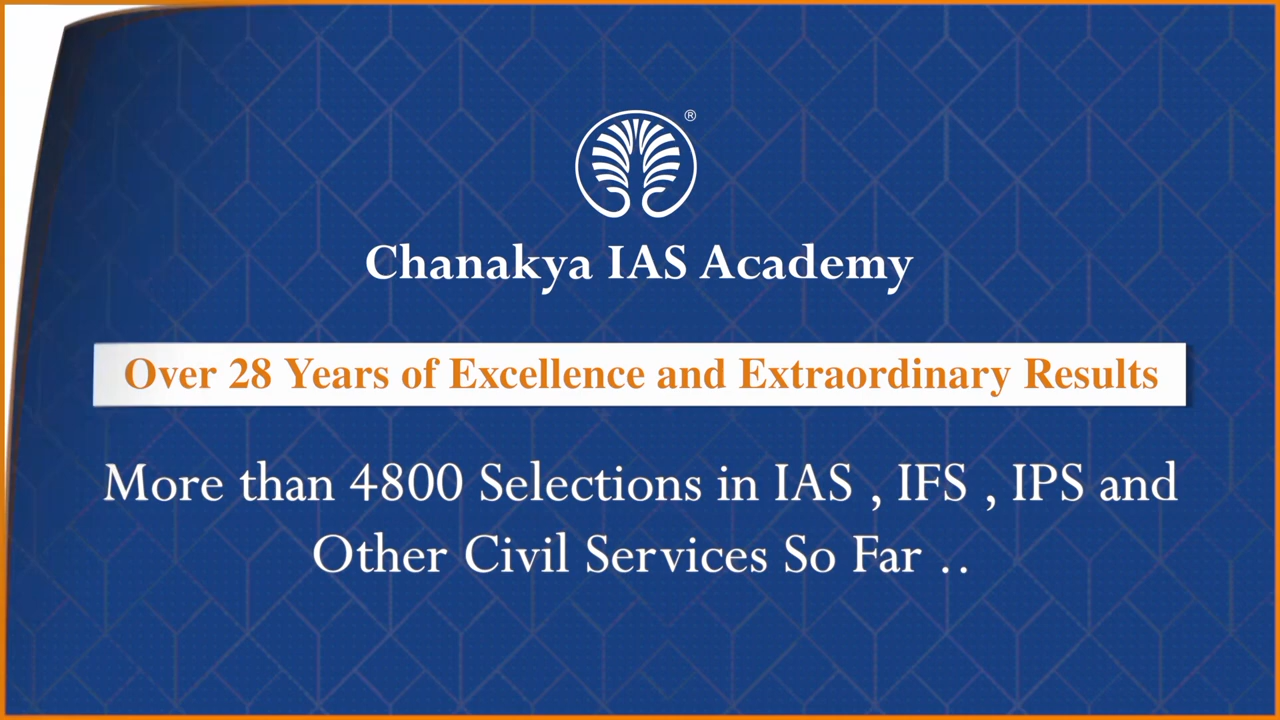 ®
Chanakya IAS Academy
Over 28 Years of Excellence and Extraordinary Results
More than 4800 Selections in IAS , IFS , IPS and
Other Civil Services So Far ..